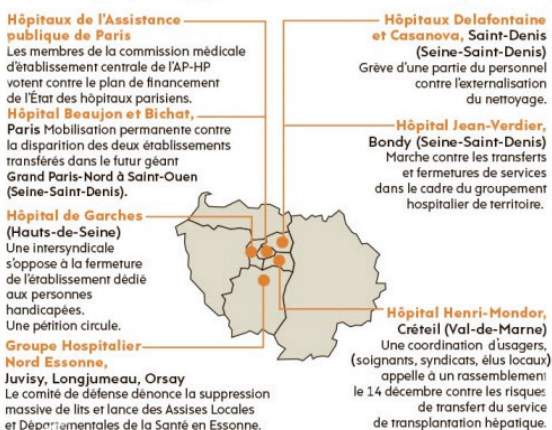 Hôpitaux de l'Assistance
publique de Paris
Les membres de la commission médicale
d'établissement centrale de l'AP-HP
votent contre le plan de financement
de l'État des hôpitaux parisiens.
Hôpital Beaujon et Bichat,
Paris Mobilisation permanente contre
la disparition des deux établissements
transférés dans le futur géant
Grand Paris-Nord à Saint-Ouen
(Seine-Saint-Denis).
Hôpital de Garches
(Hauts-de-Seine)
Une intersyndicale
s'oppose à la fermeture
de l'établissement dédié
aux personnes
handicapées.
Une pétition circule.
Groupe Hospitalier
Nord Essonne,
Juvisy, Longjumeau, Orsay
Le comité de défense dénonce la suppression
massive de lits et lance des Assises Locales
et Départementales de la Santé en Essonne.
Hôpitaux Delafontaine
et Casanova, Saint-Denis
(Seine-Saint-Denis)
Grève d'une partie du personnel
contre l'externalisation
du nettoyage.
Hôpital Jean-Verdier,
Bondy (Seine-Saint-Denis)
Marche contre les transferts
et fermetures de services
dans le cadre du groupement
hospitalier de territoire.
Hôpital Henri-Mondor,
Créteil (Val-de-Marne)
Une coordination d'usagers,
(soignants, syndicats, élus locaux)
appelle à un rassemblement
le 14 décembre contre les risques
de transfert du service
de transplantation hépatique.